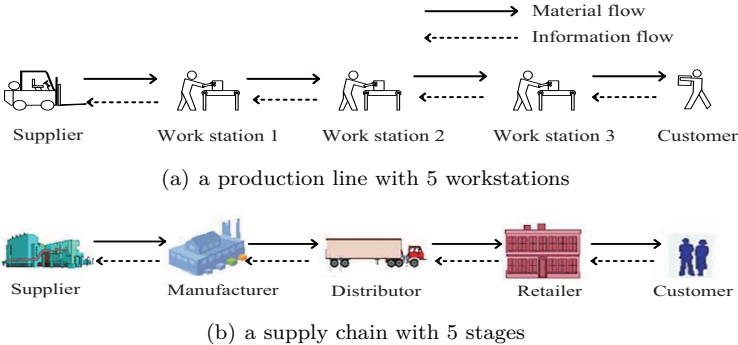 Material flow
Information flow
Supplier Work station 1 Work station 2 Work station 3 Customer
(a) a production line with 5 workstations
Supplier Manufacturer Distributor Retailer Customer
(b) a supply chain with 5 stages